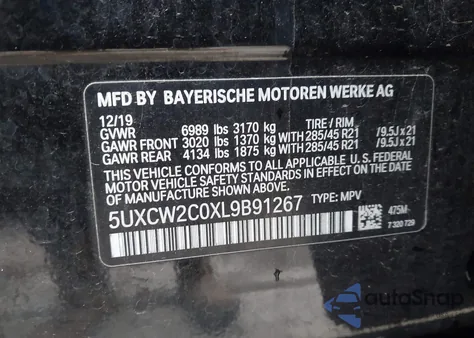 MFD BY BAYERISCHE MOTOREN WERKE AG
12/19
GVWR 6989 lbs 3170 kg TIRE / RIM
GAWR FRONT 3020 lbs 1370 kg WITH 285/45 R21 /9.5J x 21
GAWR REAR 4134 lbs 1875 kg WITH 285/45 R21 /9.5J x 21
THIS VEHICLE CONFORMS TO ALL APPLICABLE U.S. FEDERAL
MOTOR VEHICLE SAFETY STANDARDS IN EFFECT ON THE DATE OF
MANUFACTURE SHOWN ABOVE.
5UXCW2C0XL9B91267 TYPE: MPV
475M
7 320 729
autoSnap